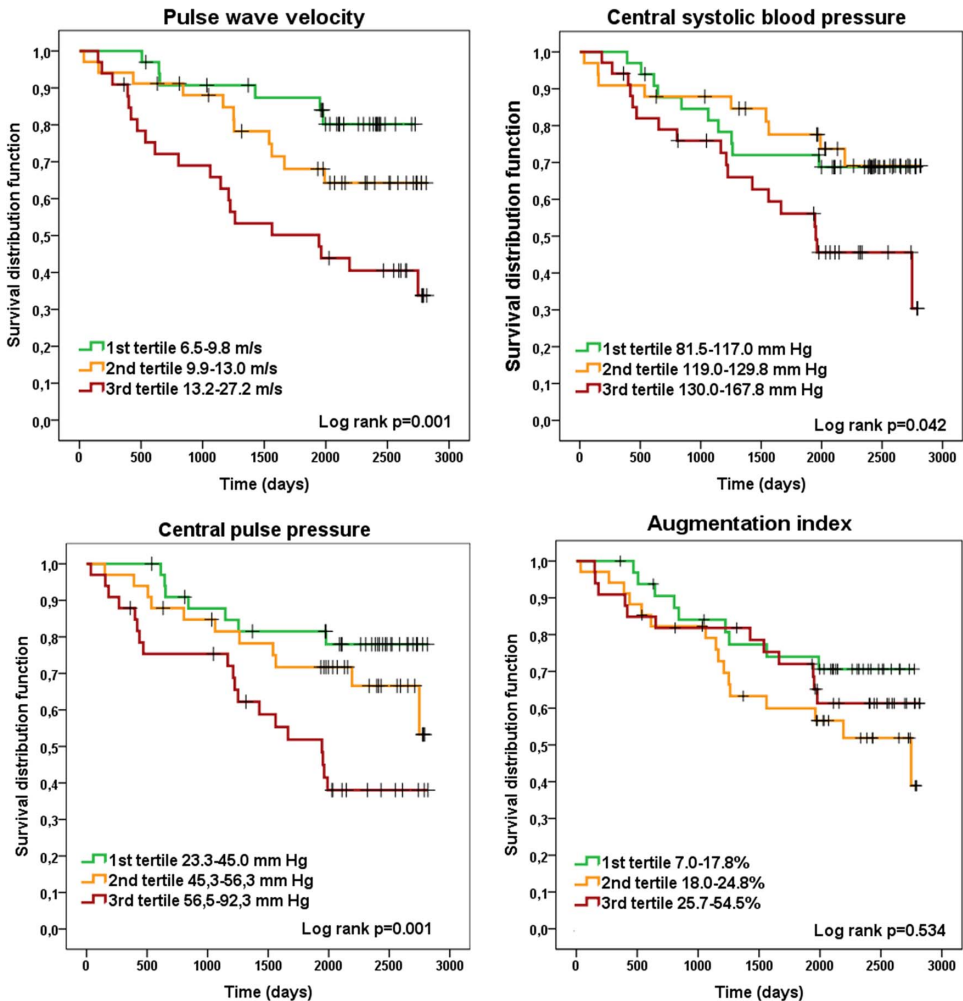 Pulse wave velocity
Survival distribution function
1,0
0,9
0,8
0,7
0,6
0,5
0,4
0,3
0,2
0,1
0,0
1st tertile 6.5-9.8 m/s
2nd tertile 9.9-13.0 m/s
3rd tertile 13.2-27.2 m/s
Log rank p=0.001
0 500 1000 1500 2000 2500 3000
Time (days)
Central systolic blood pressure
Survival distribution function
1,0
0,9
0,8
0,7
0,6
0,5
0,4
0,3
0,2
0,1
0,0
1st tertile 81.5-117.0 mm Hg
2nd tertile 119.0-129.8 mm Hg
3rd tertile 130.0-167.8 mm Hg
Log rank p=0.042
0 500 1000 1500 2000 2500 3000
Time (days)
Central pulse pressure
Survival distribution function
1,0
0,9
0,8
0,7
0,6
0,5
0,4
0,3
0,2
0,1
0,0
1st tertile 23.3-45.0 mm Hg
2nd tertile 45,3-56,3 mm Hg
3rd tertile 56,5-92,3 mm Hg
Log rank p=0.001
0 500 1000 1500 2000 2500 3000
Time (days)
Augmentation index
Survival distribution function
1,0
0,9
0,8
0,7
0,6
0,5
0,4
0,3
0,2
0,1
0,0
1st tertile 7.0-17.8%
2nd tertile 18.0-24.8%
3rd tertile 25.7-54.5%
Log rank p=0.534
0 500 1000 1500 2000 2500 3000
Time (days)